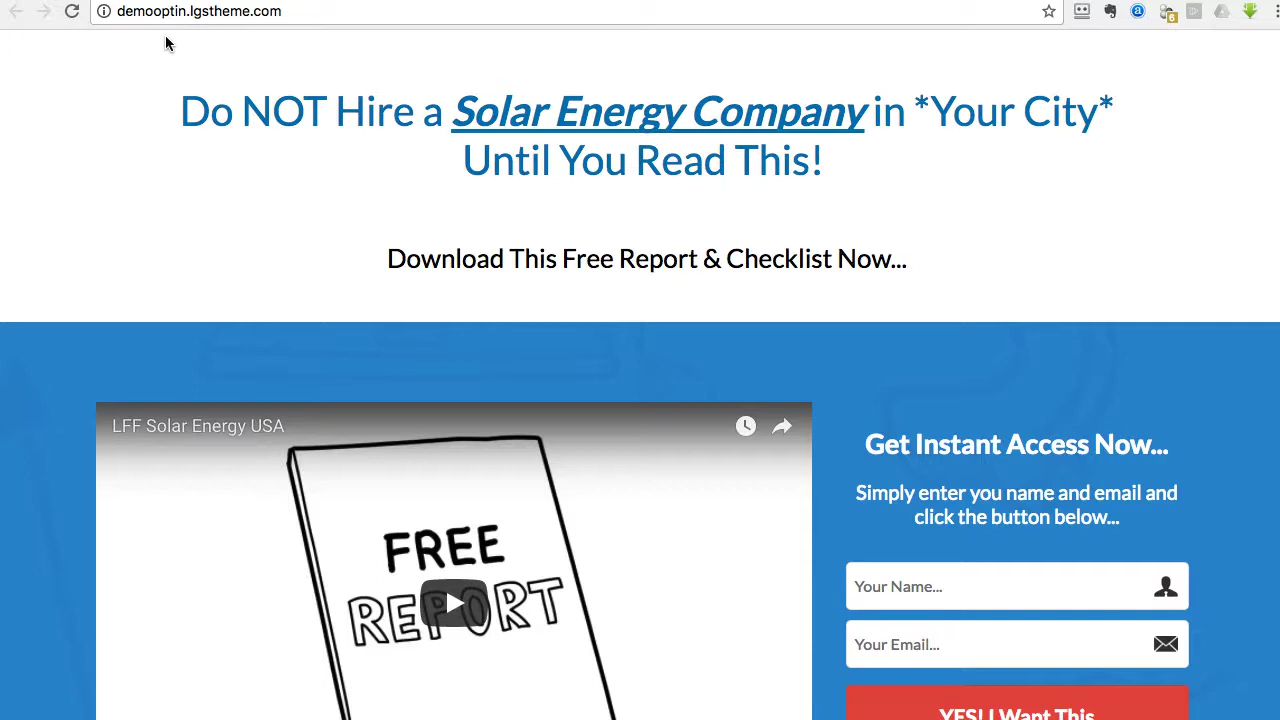 demooptin.lgstheme.com
6
Do NOT Hire a Solar Energy Company in *Your City*
Until You Read This!
Download This Free Report & Checklist Now...
LFF Solar Energy USA
FREE
REPORT
Get Instant Access Now...
Simply enter you name and email and
click the button below...
Your Name...
Your Email...
YES! I Want This